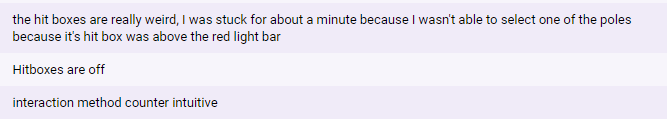 the hit boxes are really weird, I was stuck for about a minute because I wasn't able to select one of the poles
because it's hit box was above the red light bar
Hitboxes are off
interaction method counter intuitive